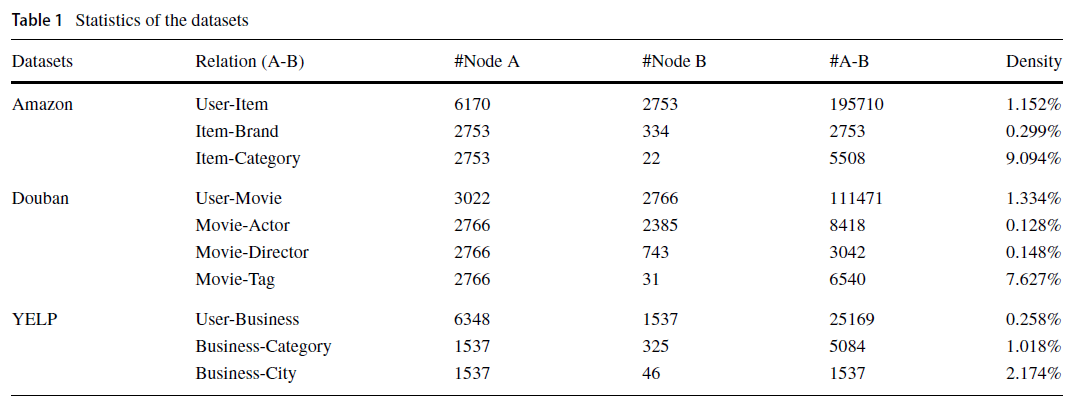 Table 1 Statistics of the datasets
Datasets Relation (A-B) #Node A #Node B #A-B Density
Amazon User-Item 6170 2753 195710 1.152%
Item-Brand 2753 334 2753 0.299%
Item-Category 2753 22 5508 9.094%
Douban User-Movie 3022 2766 111471 1.334%
Movie-Actor 2766 2385 8418 0.128%
Movie-Director 2766 743 3042 0.148%
Movie-Tag 2766 31 6540 7.627%
YELP User-Business 6348 1537 25169 0.258%
Business-Category 1537 325 5084 1.018%
Business-City 1537 46 1537 2.174%